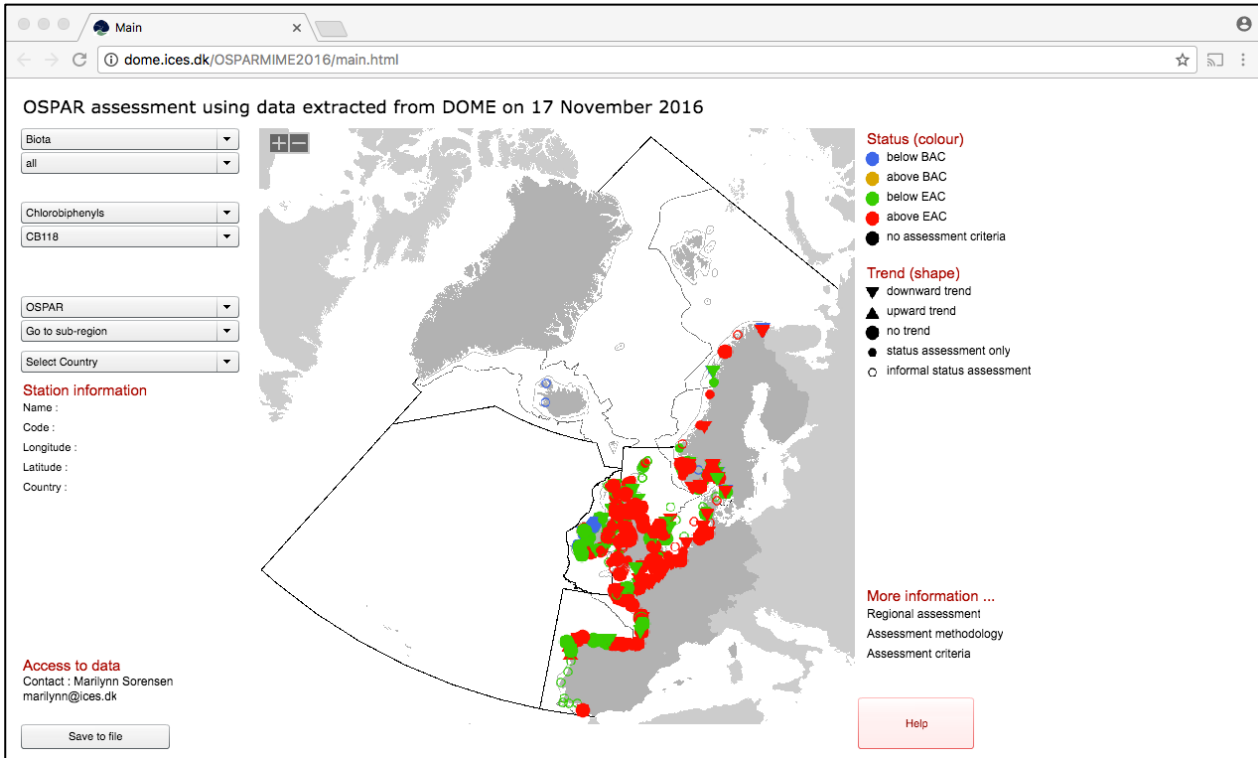 Main
dome.ices.dk/OSPARMIME2016/main.html
OSPAR assessment using data extracted from DOME on 17 November 2016
Biota
all
Chlorobiphenyls
CB118
OSPAR
Go to sub-region
Select Country
Station information
Name :
Code :
Longitude :
Latitude :
Country :
Access to data
Contact : Marilynn Sorensen
marilynn@ices.dk
Save to file
Status (colour)
below BAC
above BAC
below EAC
above EAC
no assessment criteria
Trend (shape)
downward trend
upward trend
no trend
status assessment only
informal status assessment
More information ...
Regional assessment
Assessment methodology
Assessment criteria
Help